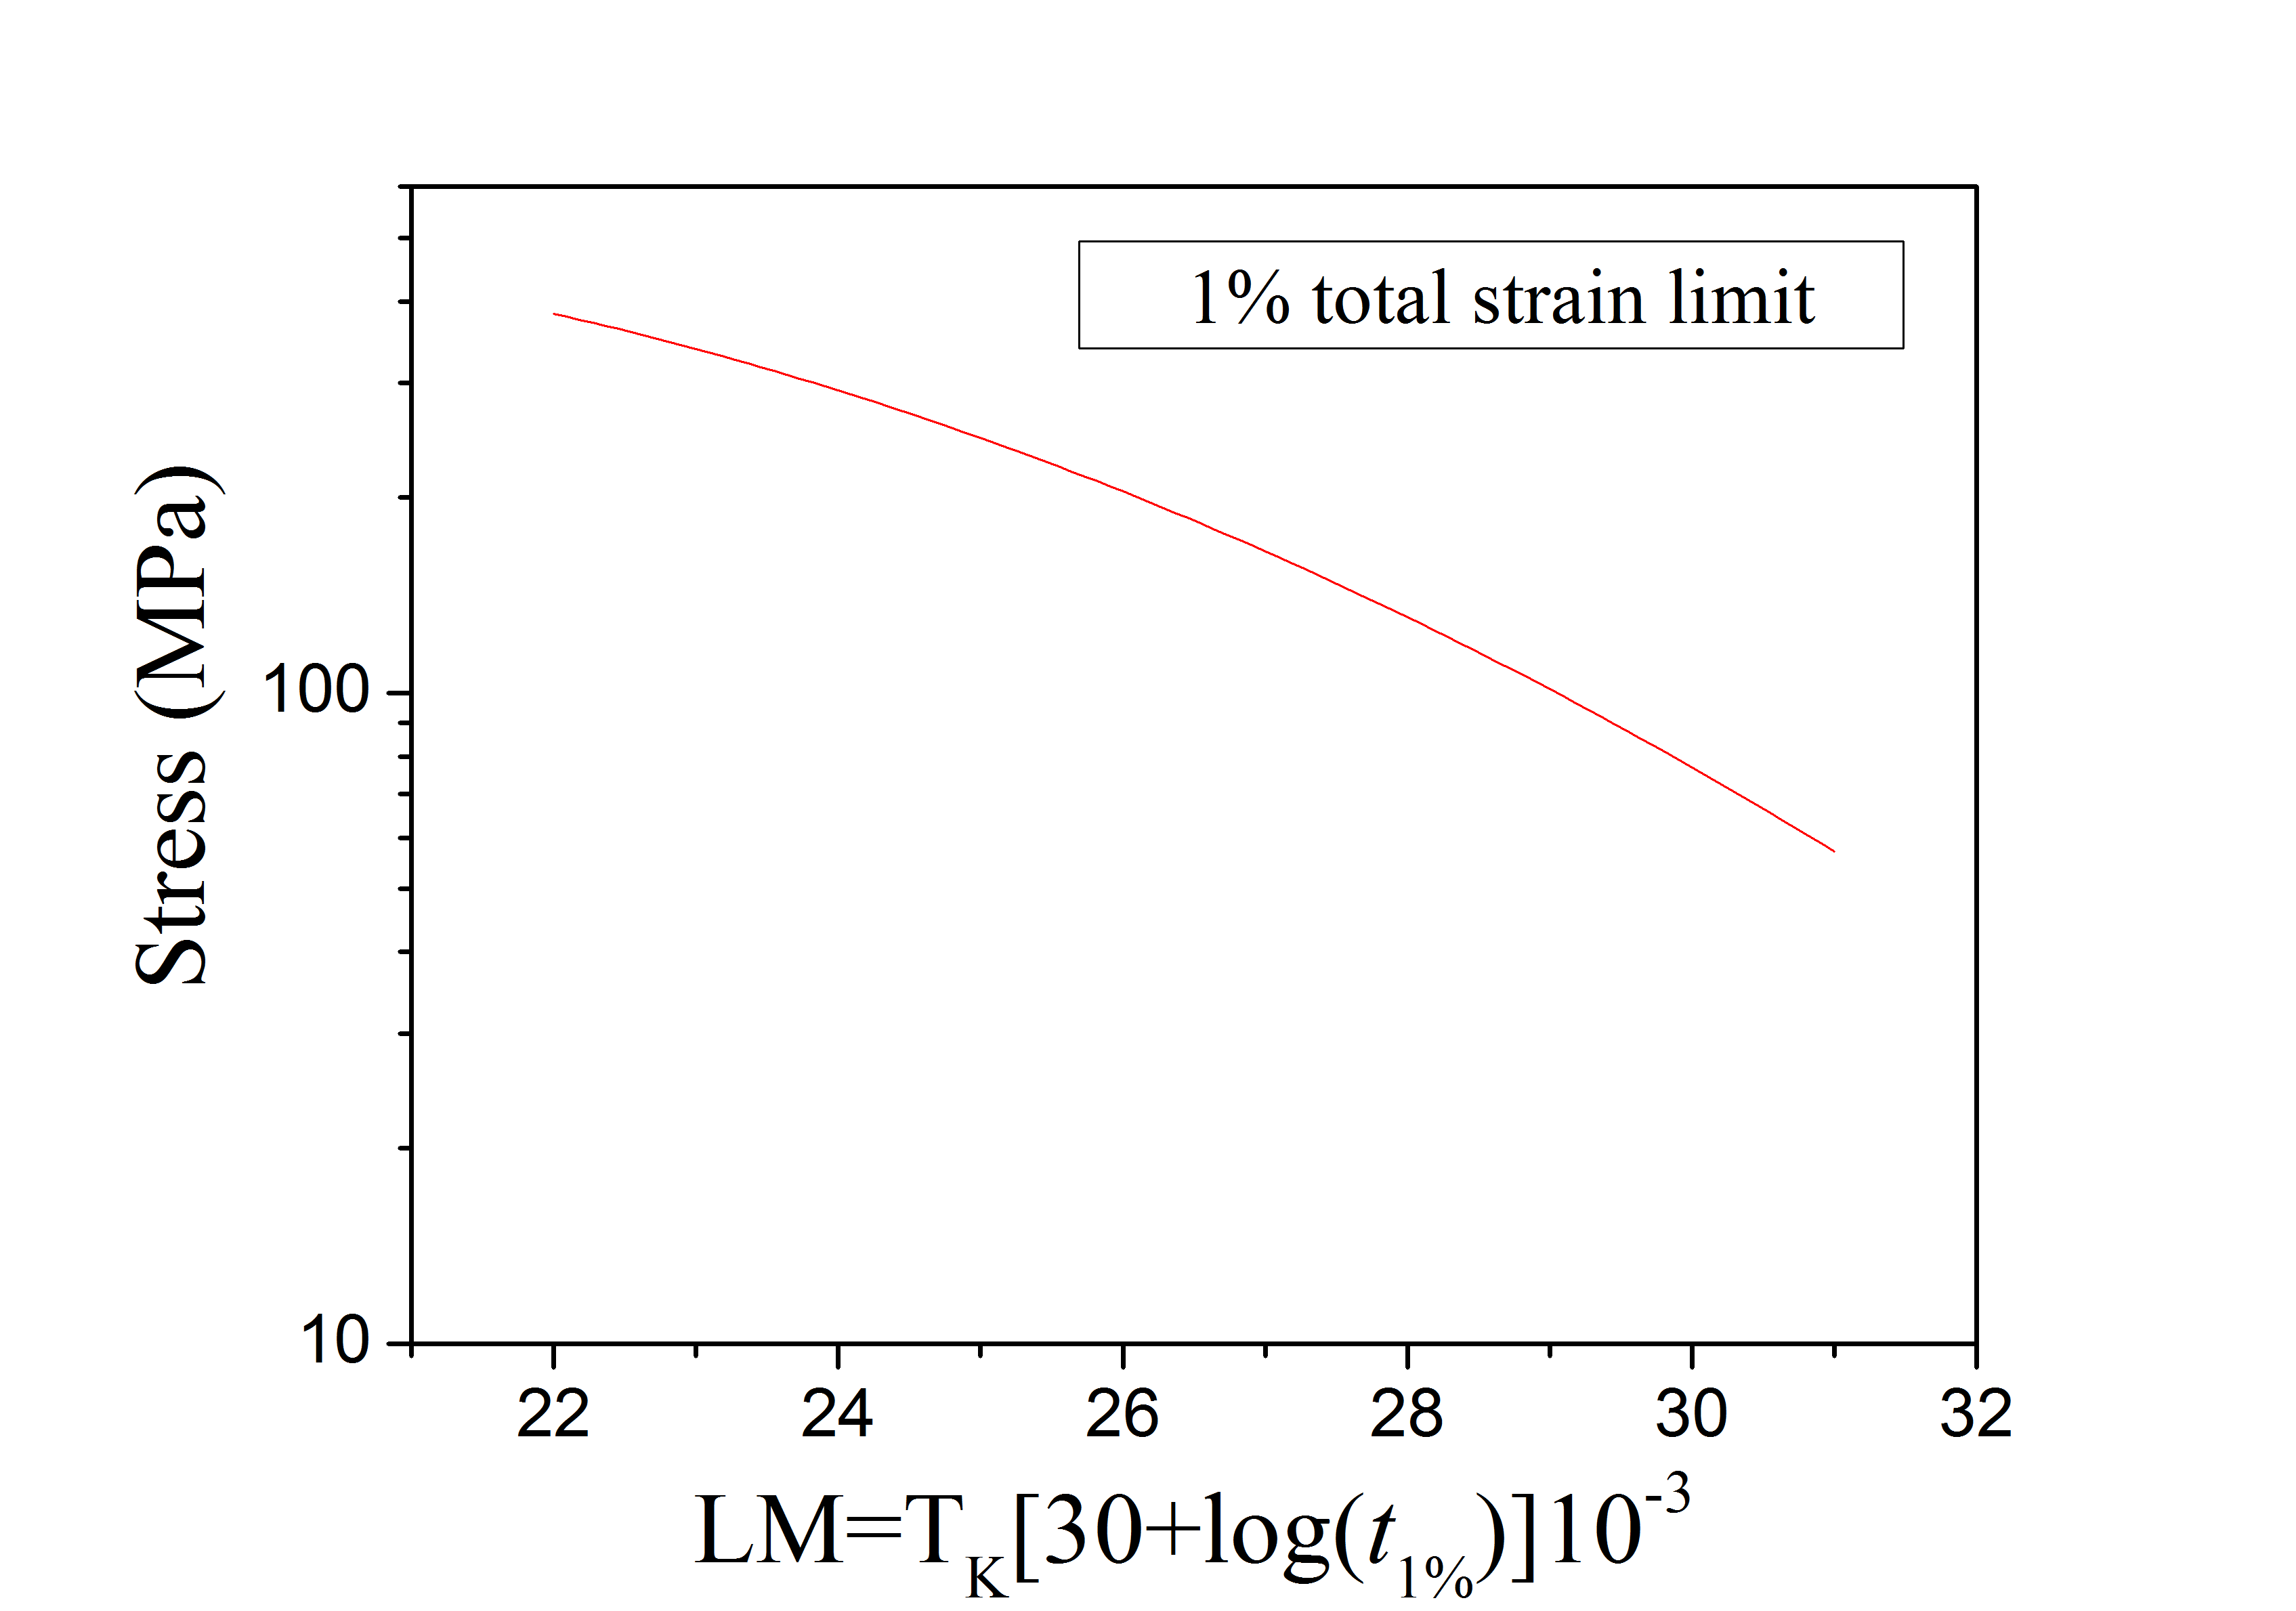 1% total strain limit
Stress (MPa)
100
10
22 24 26 28 30 32
LM=TK[30+log(t1%)]10-3